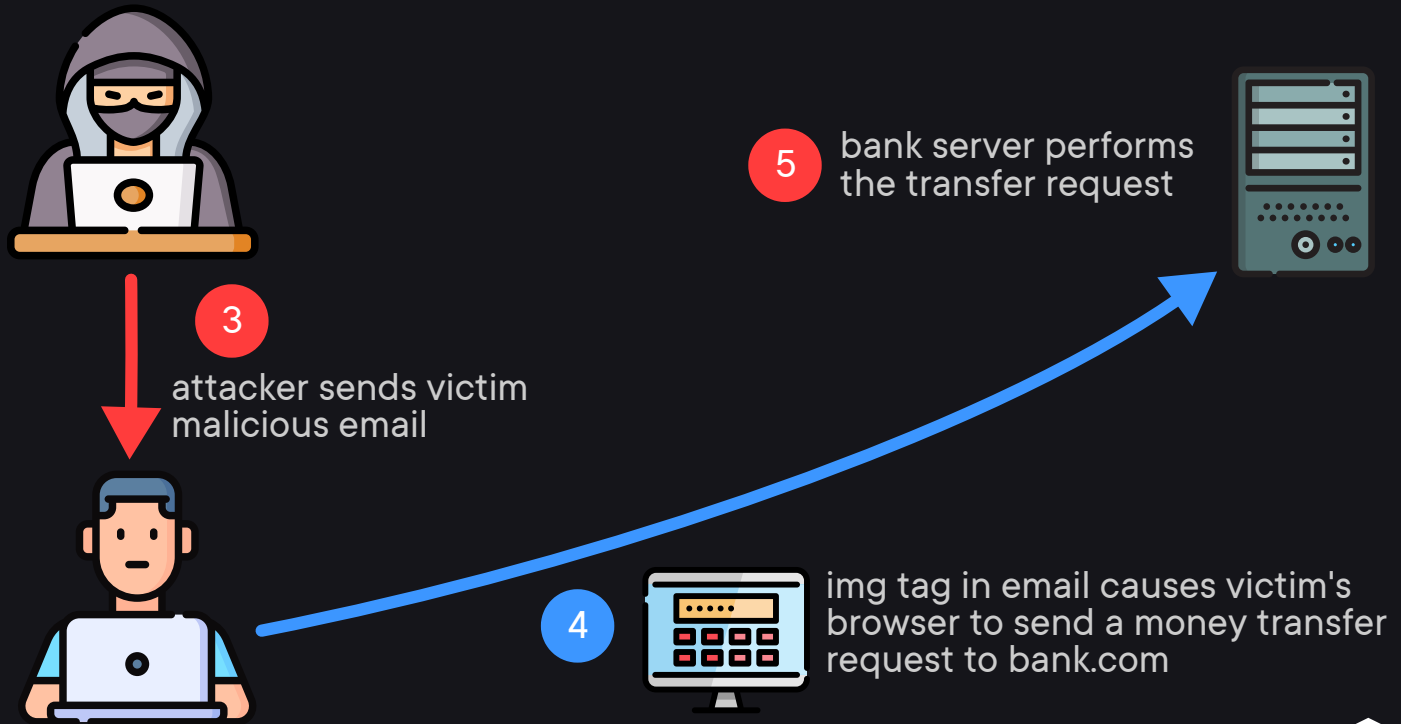 5
bank server performs
the transfer request
3
attacker sends victim
malicious email
4
img tag in email causes victim's
browser to send a money transfer
request to bank.com